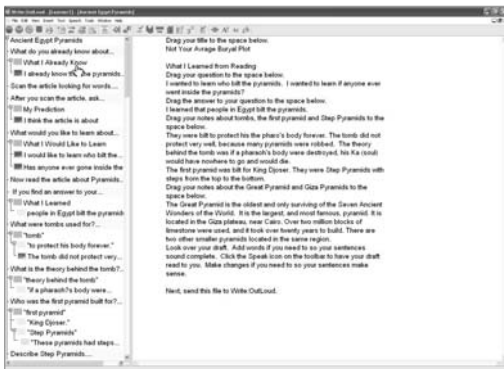 Write:OutLoud - [Learner1] - [Ancient Egypt Pyramids]
File Edit View Insert Text Speech Tools Window Help
Ancient Egypt Pyramids
What do you already know about...
What I Already Know
I already know the pyramids...
Scan the article looking for words....
After you scan the article, ask...
My Prediction
I think the article is about
What would you like to learn about...
What I Would Like to Learn
I would like to learn who bilt the...
Has anyone ever gone inside the
Now read the article about Pyramids...
If you find an answer to your...
What I Learned
people in Egypt bilt the pyramids
What were tombs used for?...
"tomb"
"to protect his body forever."
The tomb did not protect very...
What is the theory behind the tomb?...
"theory behind the tomb"
"if a pharaoh?s body were...
Who was the first pyramid built for?...
"first pyramid"
"King Djoser."
"Step Pyramids"
"These pyramids had steps...
Describe Step Pyramids....
Drag your title to the space below.
Not Your Avrage Buryal Plot
What I Learned from Reading
Drag your question to the space below.
I wanted to learn who bilt the pyramids. I wanted to learn if anyone ever
went inside the pyramids?
Drag the answer to your question to the space below.
I learned that people in Egypt bilt the pyramids.
Drag your notes about tombs, the first pyramid and Step Pyramids to the
space below.
They were bilt to protect his the pharo's body forever. The tomb did not
protect very well, because many pyramids were robbed. The theory
behind the tomb was if a pharaoh's body were destroyed, his Ka (soul)
would have nowhere to go and would die.
The first pyramid was bilt for King Djoser. They were Step Pyramids with
steps from the top to the bottom.
Drag your notes about the Great Pyramid and Giza Pyramids to the
space below.
The Great Pyramid is the oldest and only surviving of the Seven Ancient
Wonders of the World. It is the largest, and most famous, pyramid. It is
located in the Giza plateau, near Cairo. Over two million blocks of
limestone were used, and it took over twenty years to build. There are
two other smaller pyramids located in the same region.
Look over your draft. Add words if you need to so your sentences
sound complete. Click the Speak icon on the toolbar to have your draft
read to you. Make changes if you need to so your sentences make
sense.
Next, send this file to Write OutLoud.